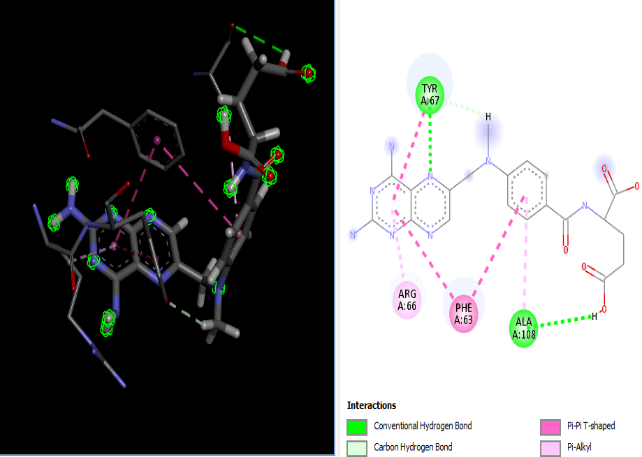 TYR
A:67
H
N
N
N
N
O
O
N
N
N
N
N
O
O
ARG
A:66
PHE
A:63
ALA
A:108
H
O
Interactions
Conventional Hydrogen Bond
Pi-Pi T-shaped
Carbon Hydrogen Bond
Pi-Alkyl